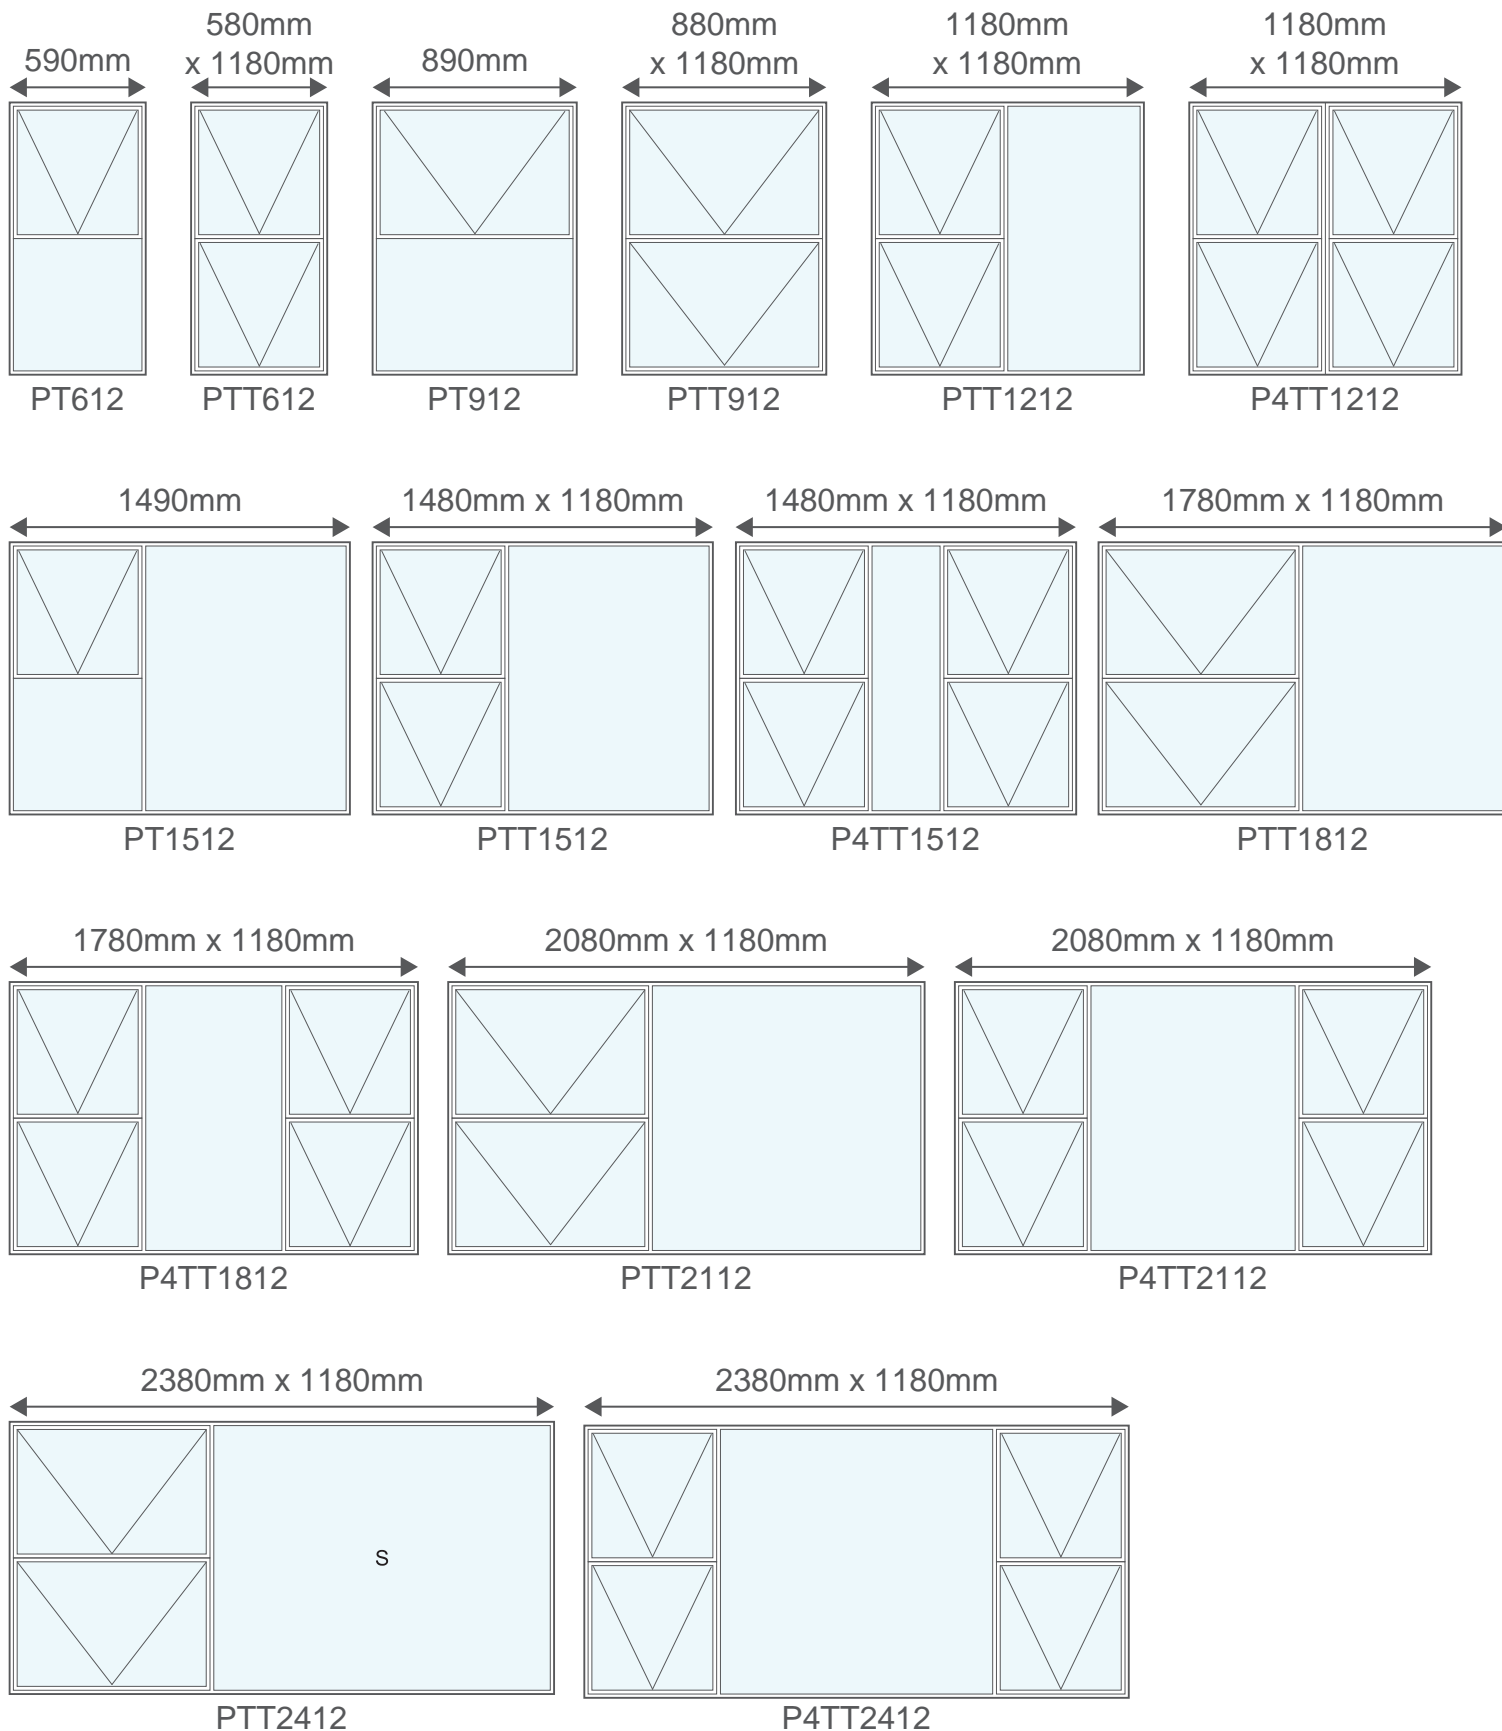 590mm
580mm
x 1180mm
890mm
880mm
x 1180mm
1180mm
x 1180mm
1180mm
x 1180mm
PT612
PTT612
PT912
PTT912
PTT1212
P4TT1212
1490mm
1480mm x 1180mm
1480mm x 1180mm
1780mm x 1180mm
PT1512
PTT1512
P4TT1512
PTT1812
1780mm x 1180mm
2080mm x 1180mm
2080mm x 1180mm
P4TT1812
PTT2112
P4TT2112
2380mm x 1180mm
2380mm x 1180mm
S
PTT2412
P4TT2412